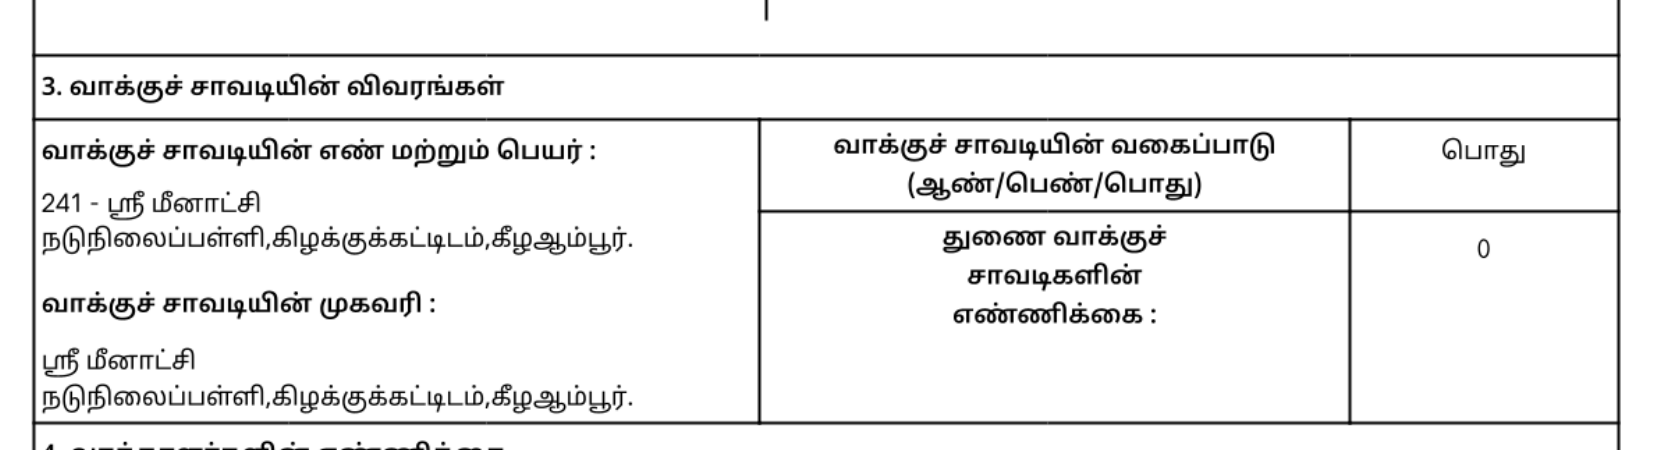 3. வாக்குச் சாவடியின் விவரங்கள்
வாக்குச் சாவடியின் எண் மற்றும் பெயர் :
241 - ஸ்ரீ மீனாட்சி
நடுநிலைப்பள்ளி,கிழக்குக்கட்டிடம்,கீழஆம்பூர்.
வாக்குச் சாவடியின் முகவரி :
ஸ்ரீ மீனாட்சி
நடுநிலைப்பள்ளி,கிழக்குக்கட்டிடம்,கீழஆம்பூர்.
வாக்குச் சாவடியின் வகைப்பாடு
(ஆண்/பெண்/பொது)
பொது
துணை வாக்குச்
சாவடிகளின்
எண்ணிக்கை :
0